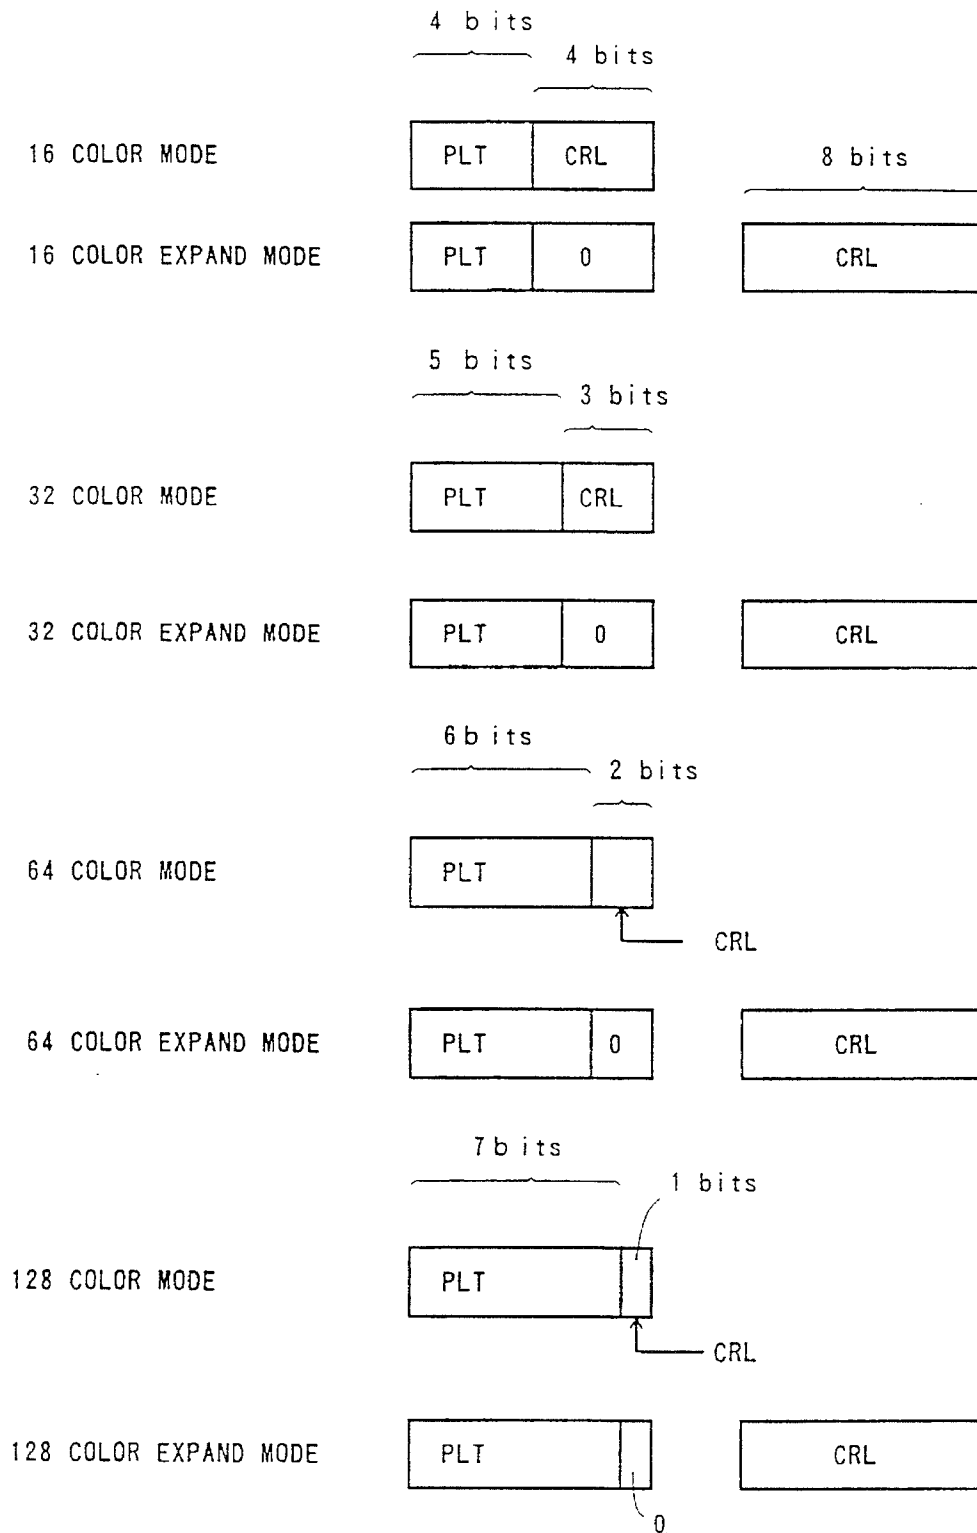 4 bits
4 bits
16 COLOR MODE PLT CRL
8 bits
16 COLOR EXPAND MODE PLT 0 CRL
5 bits
3 bits
32 COLOR MODE PLT CRL
32 COLOR EXPAND MODE PLT 0 CRL
6 bits
2 bits
64 COLOR MODE PLT
CRL
64 COLOR EXPAND MODE PLT 0 CRL
7 bits
1 bits
128 COLOR MODE PLT
CRL
128 COLOR EXPAND MODE PLT CRL
0